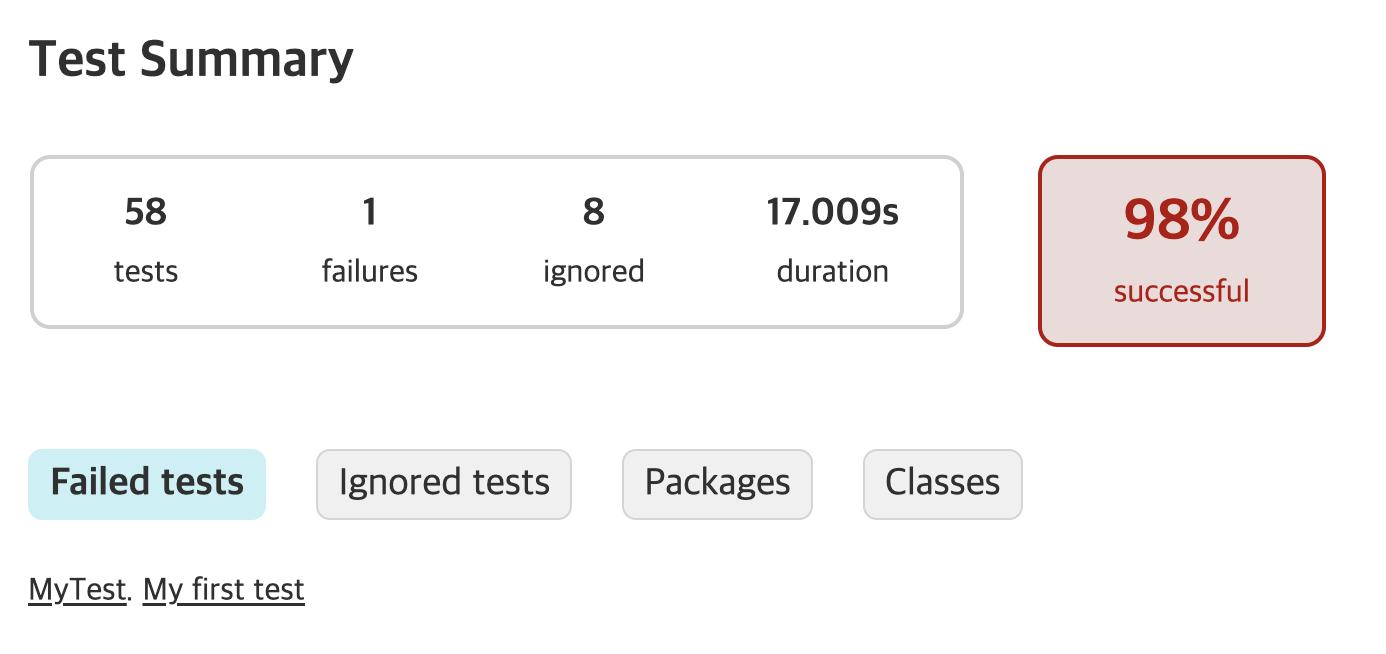 Test Summary
58 1 8 17.009s 98%
tests failures ignored duration successful
Failed tests Ignored tests Packages Classes
MyTest. My first test